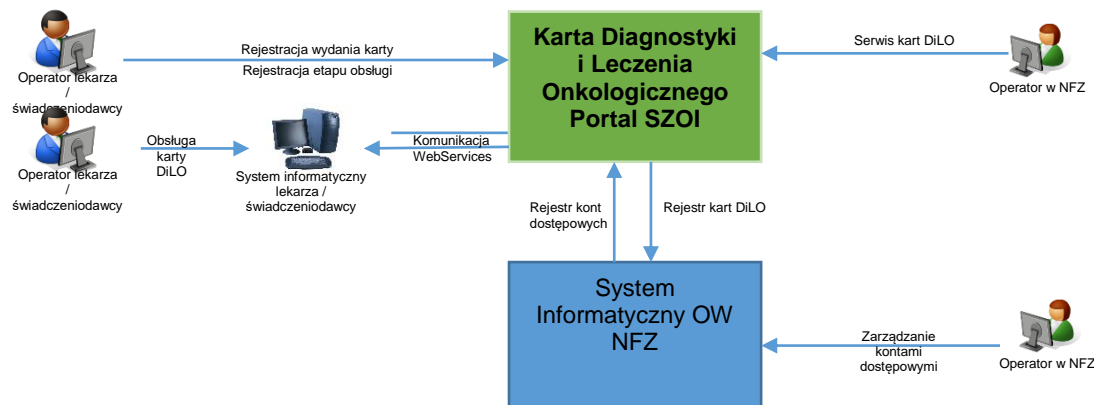 Karta Diagnostyki
i Leczenia
Onkologicznego
Portal SZOI
Rejestracja wydania karty
Rejestracja etapu obsługi
Operator lekarza
/
świadczeniodawcy
Serwis kart DiLO
Operator w NFZ
Operator lekarza
/
świadczeniodawcy
Obsługa
karty
DiLO
System informatyczny
lekarza /
świadczeniodawcy
Komunikacja
WebServices
Rejestr kont
dostępowych
Rejestr kart DiLO
System
Informatyczny OW
NFZ
Zarządzanie
kontami
dostępowymi
Operator w NFZ